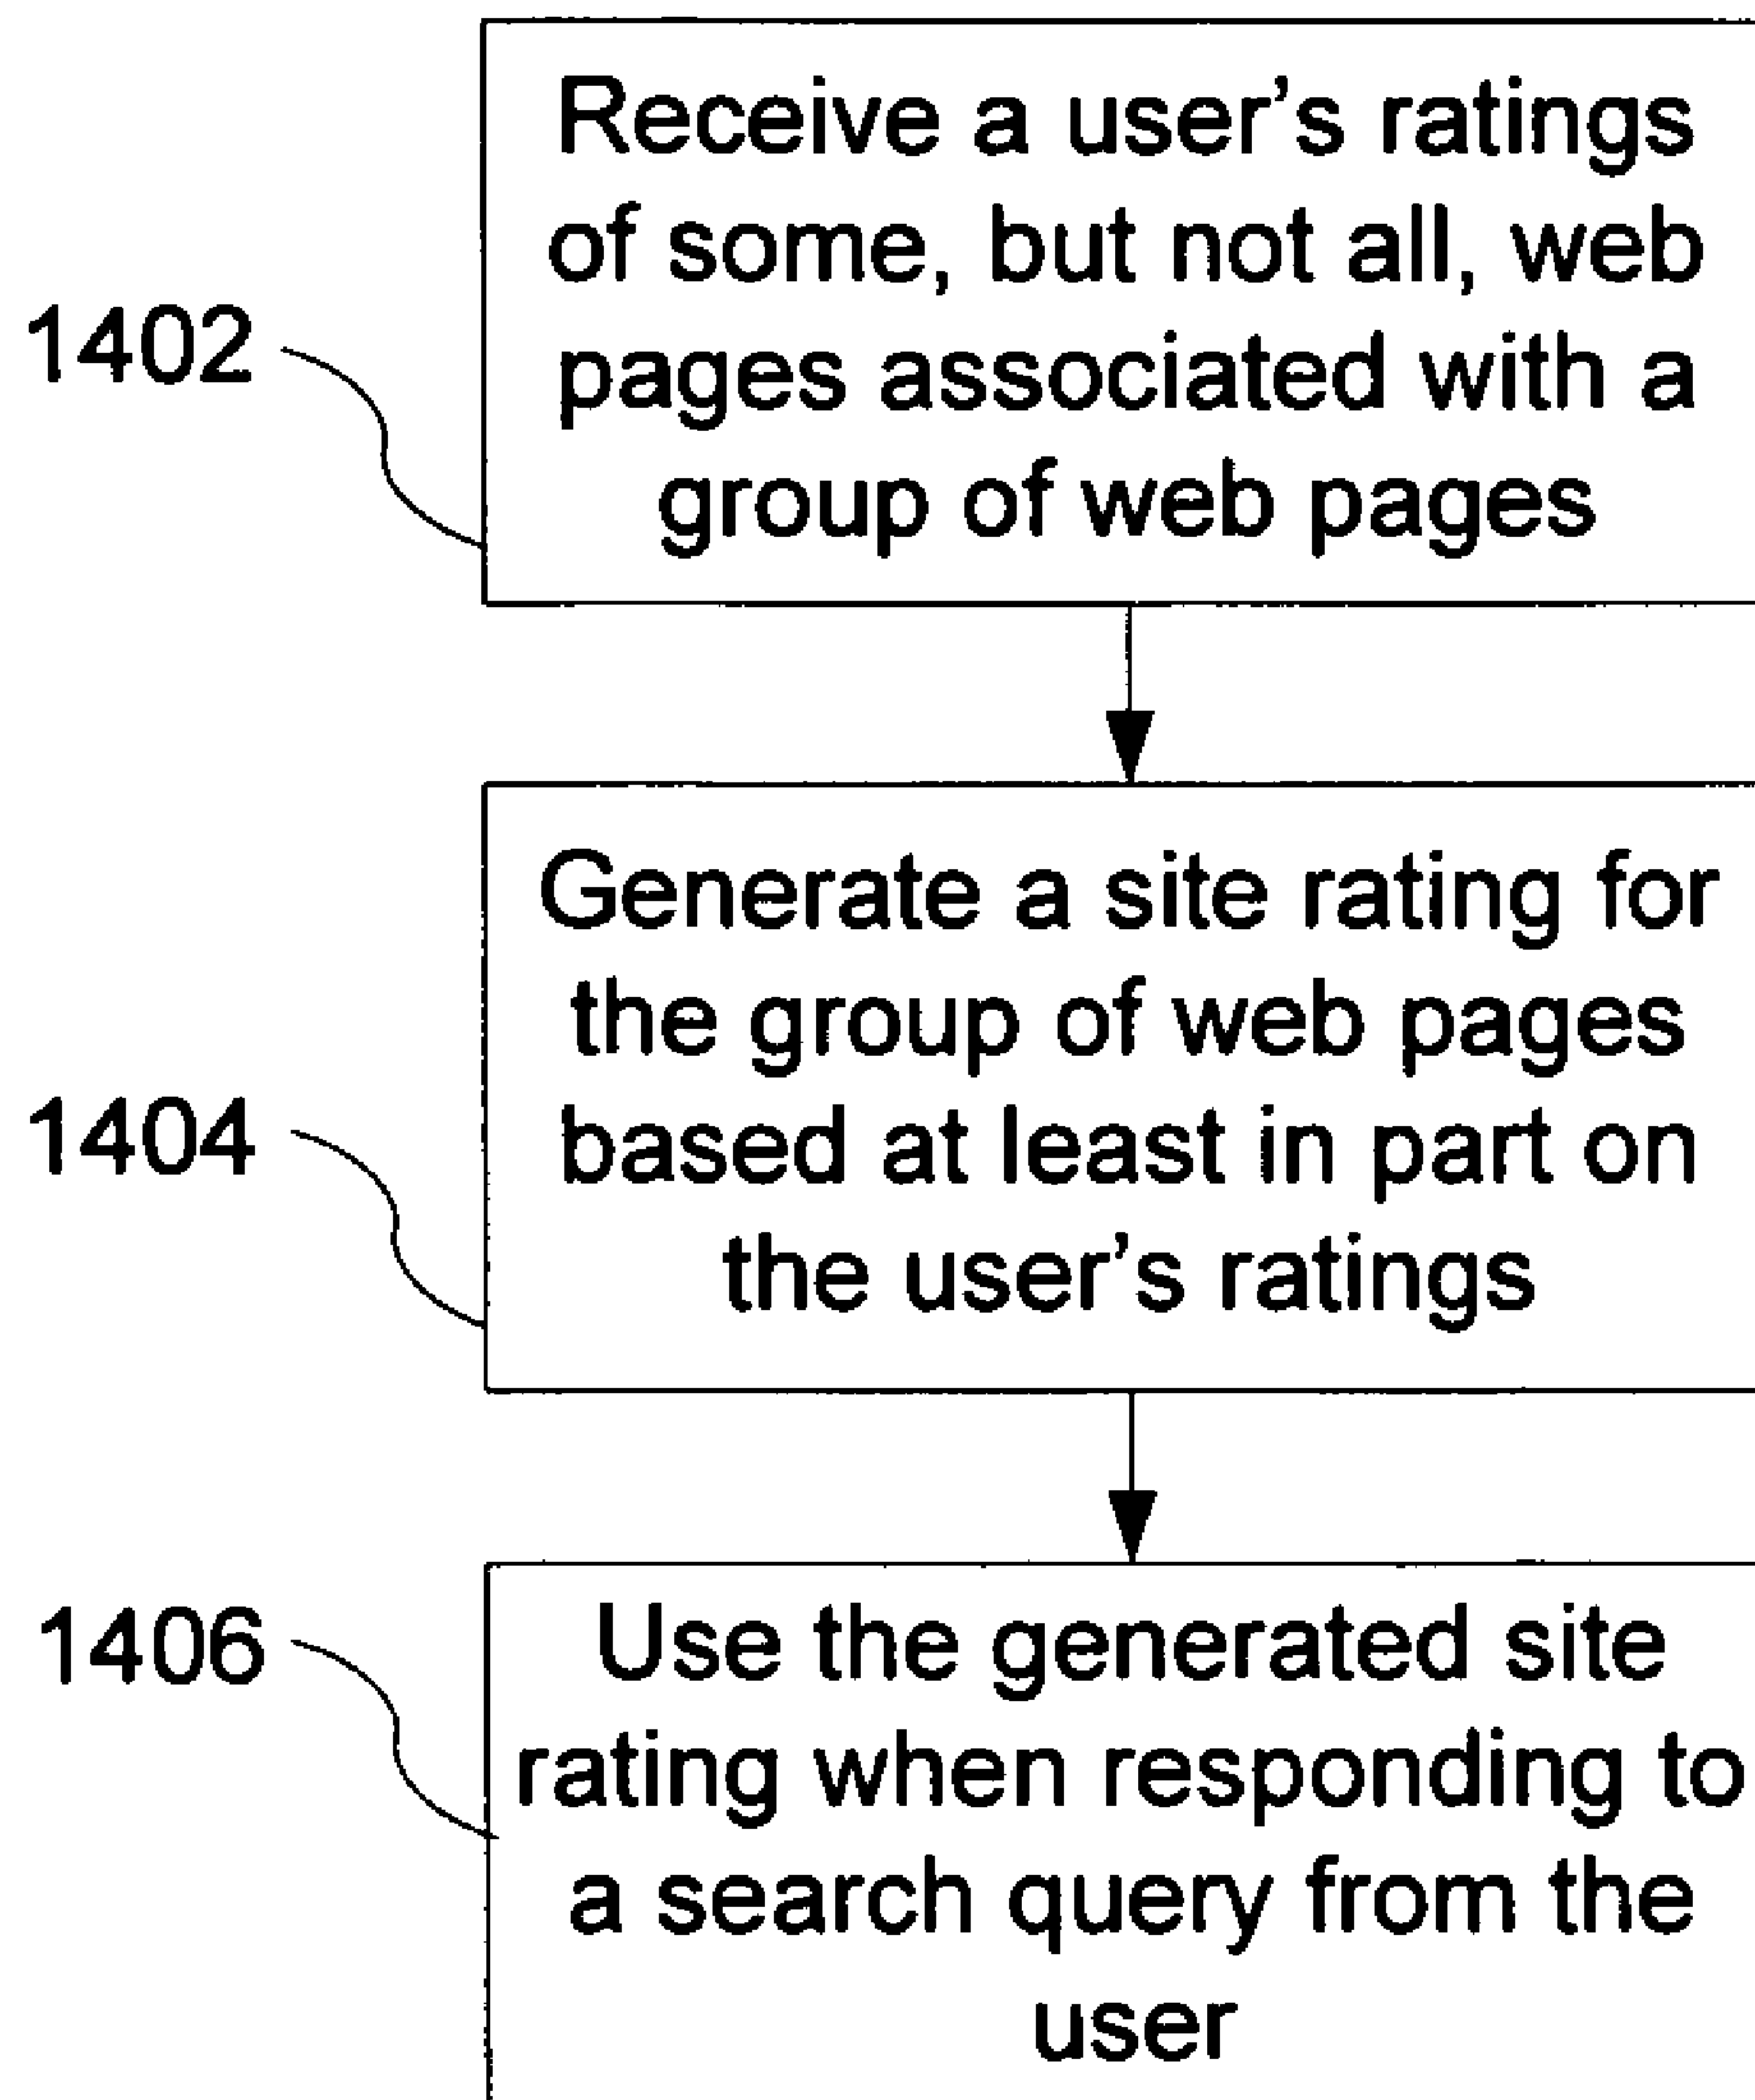 Receive a user's ratings
of some, but not all, web
pages associated with a
group of web pages
1402
Generate a site rating for
the group of web pages
based at least in part on
the user's ratings
1404
1406
Use the generated site
rating when responding to
a search query from the
user